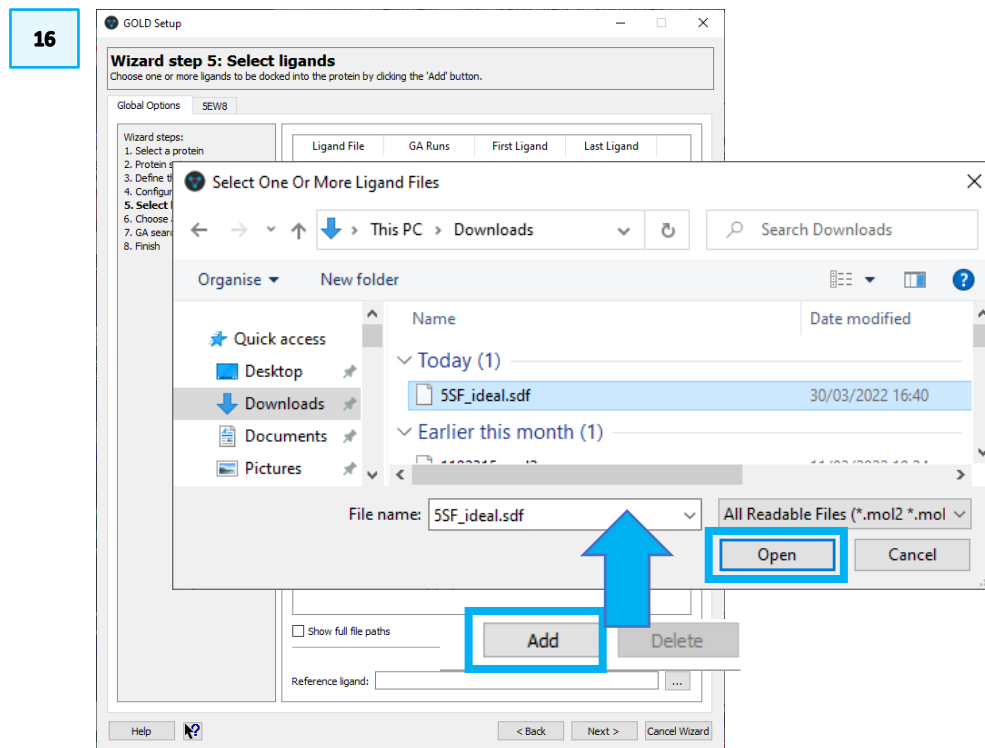 16
GOLD Setup
Wizard step 5: Select ligands
Choose one or more ligands to be docked into the protein by clicking the 'Add' button.
Global Options 5EW8
Wizard steps:
1. Select a protein
2. Protein s
3. Define th
4. Configur
5. Select l
6. Choose
7. GA sear
8. Finish
Ligand File GA Runs First Ligand Last Ligand
Select One Or More Ligand Files
This PC > Downloads
Search Downloads
Organise New folder
?
Quick access
Desktop
Downloads
Documents
Pictures
Name Date modified
Today (1)
5SF_ideal.sdf 30/03/2022 16:40
Earlier this month (1)
File name: 5SF_ideal.sdf All Readable Files (*.mol2 *.mol
Open Cancel
Show full file paths
Add Delete
Reference ligand: ...
Help ? < Back Next > Cancel Wizard